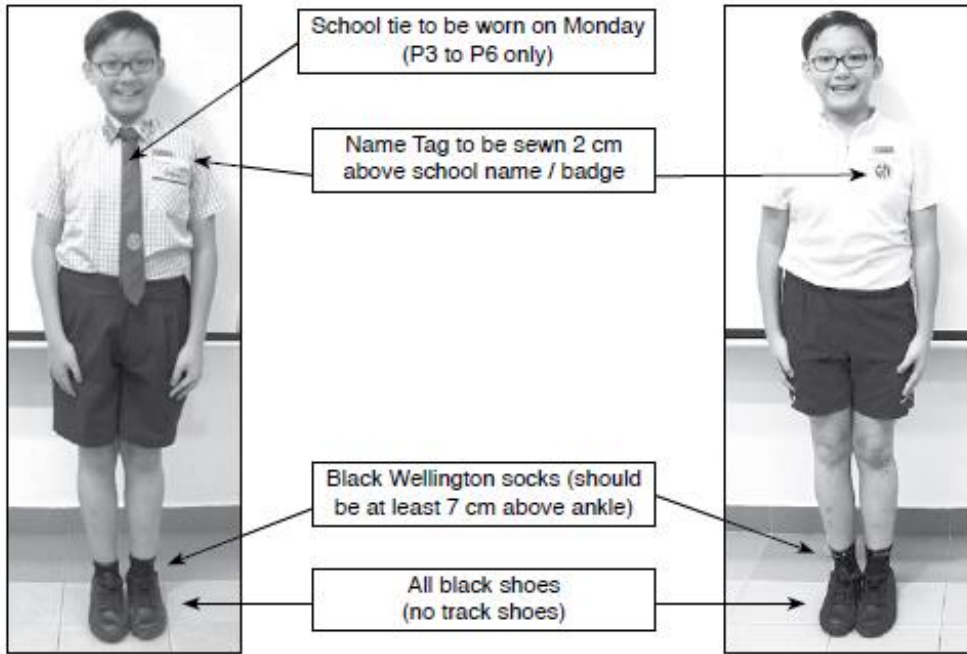 School tie to be worn on Monday
(P3 to P6 only)
Name Tag to be sewn 2 cm
above school name / badge
Black Wellington socks (should
be at least 7 cm above ankle)
All black shoes
(no track shoes)